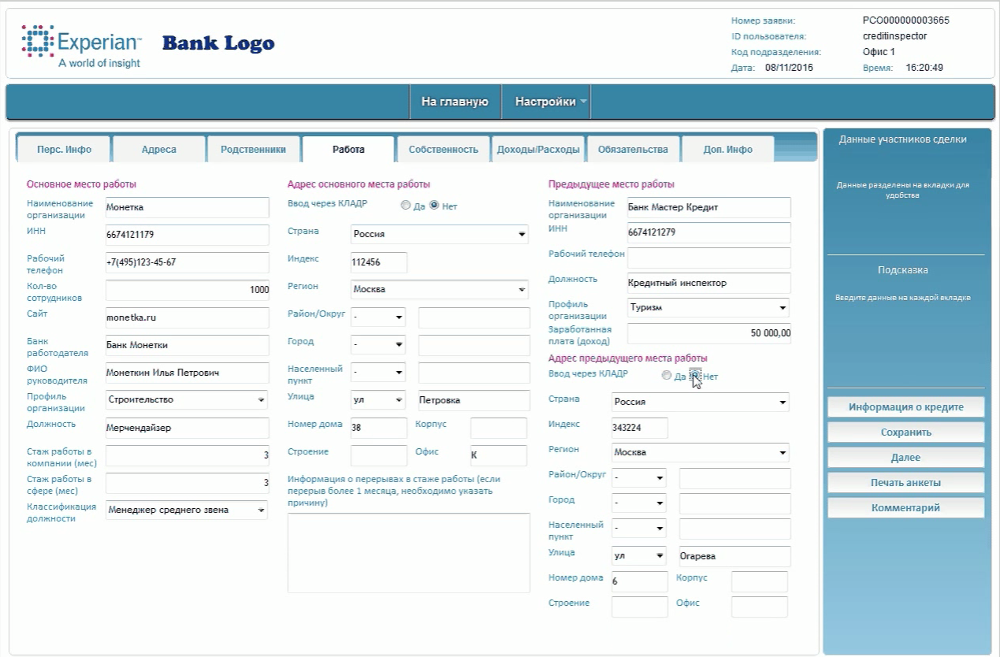 Experian™
A world of insight
Bank Logo
Номер заявки: PCO000000003665
ID пользователя: creditinspector
Код подразделения: Офис 1
Дата: 08/11/2016 Время: 16:20:49
На главную Настройки
Перс. Инфо Адреса Родственники Работа Собственность Доходы/Расходы Обязательства Доп. Инфо
Основное место работы
Наименование организации Монетка
ИНН 6674121179
Рабочий телефон +7(495)123-45-67
Кол-во сотрудников 1000
Сайт monetka.ru
Банк работодателя Банк Монетки
ФИО руководителя Монеткин Илья Петрович
Профиль организации Строительство
Должность Мерчендайзер
Стаж работы в компании (мес) 3
Стаж работы в сфере (мес) 3
Классификация должности Менеджер среднего звена
Адрес основного места работы
Ввод через КЛАДР Да Нет
Страна Россия
Индекс 112456
Регион Москва
Район/Округ -
Город -
Населенный пункт -
Улица ул Петровка
Номер дома 38 Корпус
Строение Офис К
Информация о перерывах в стаже работы (если
перерыв более 1 месяца, необходимо указать
причину)
Предыдущее место работы
Наименование организации Банк Мастер Кредит
ИНН 6674121279
Рабочий телефон
Должность Кредитный инспектор
Профиль организации Туризм
Заработанная плата (доход) 50 000,00
Адрес предыдущего места работы
Ввод через КЛАДР Да Нет
Страна Россия
Индекс 343224
Регион Москва
Район/Округ -
Город -
Населенный пункт -
Улица ул Огарева
Номер дома 6 Корпус
Строение Офис
Данные участников сделки
Данные разделены на вкладки для
удобства
Подсказка
Введите данные на каждой вкладке
Информация о кредите
Сохранить
Далее
Печать анкеты
Комментарий